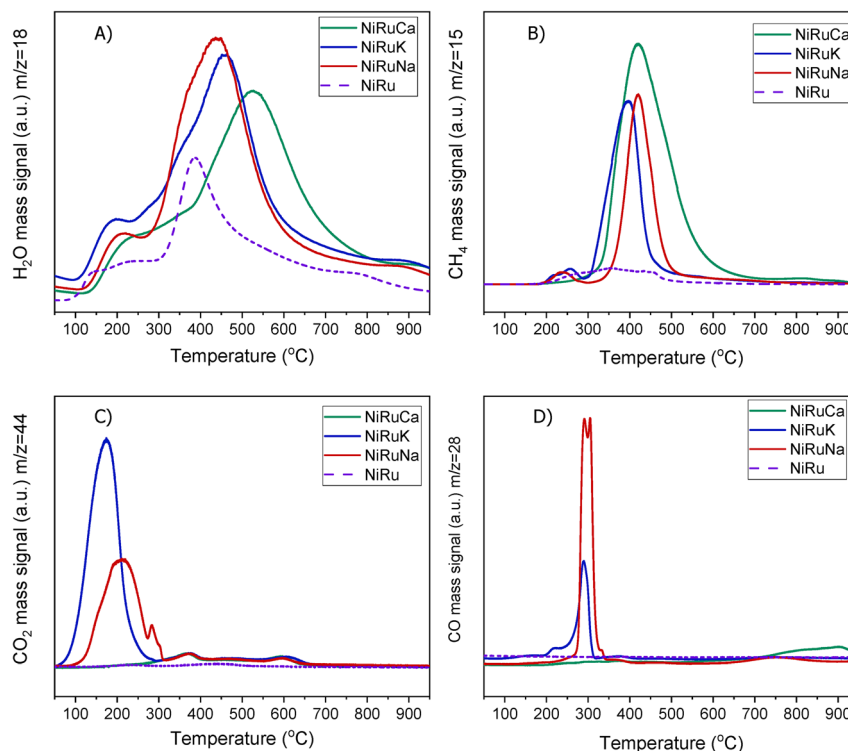 A)
NiRuCa
NiRuK
NiRuNa
NiRu
H₂O mass signal (a.u.) m/z=18
100 200 300 400 500 600 700 800 900
Temperature (°C)
B)
NiRuCa
NiRuK
NiRuNa
NiRu
CH₄ mass signal (a.u.) m/z=15
100 200 300 400 500 600 700 800 900
Temperature (°C)
C)
NiRuCa
NiRuK
NiRuNa
NiRu
CO₂ mass signal (a.u.) m/z=44
100 200 300 400 500 600 700 800 900
Temperature (°C)
D)
NiRuCa
NiRuK
NiRuNa
NiRu
CO mass signal (a.u.) m/z=28
100 200 300 400 500 600 700 800 900
Temperature (°C)